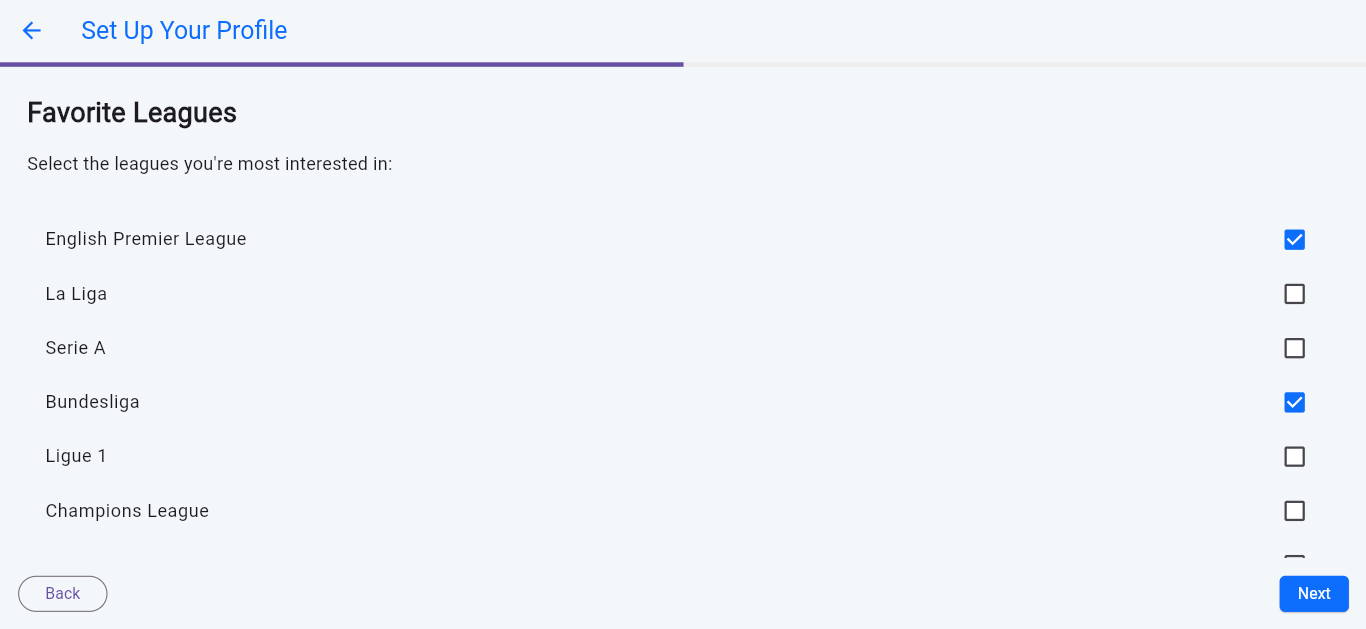 Set Up Your Profile
Favorite Leagues
Select the leagues you're most interested in:
English Premier League
La Liga
Serie A
Bundesliga
Ligue 1
Champions League
Back
Next